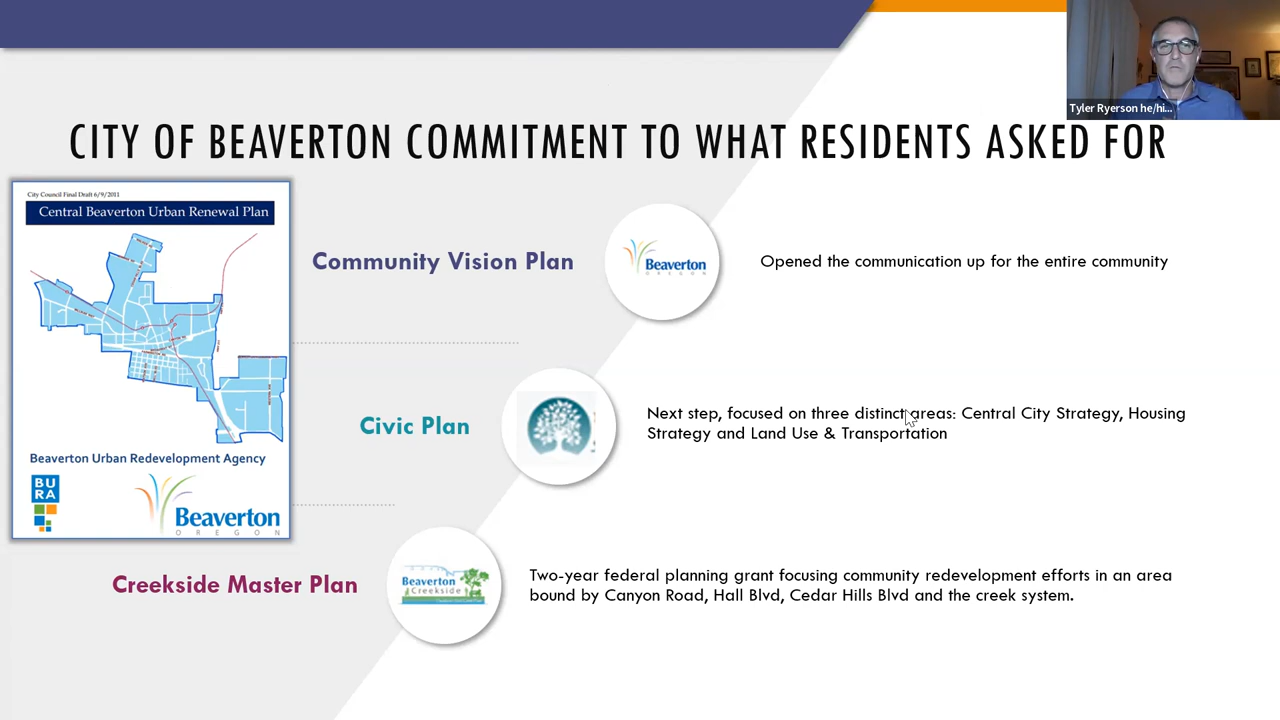 Tyler Ryerson he/hi...
CITY OF BEAVERTON COMMITMENT TO WHAT RESIDENTS ASKED FOR
City Council Final Draft 6/9/2011
Central Beaverton Urban Renewal Plan
Beaverton Urban Redevelopment Agency
BU
RA
Beaverton
OREGON
Community Vision Plan
Beaverton
OREGON
Opened the communication up for the entire community
Civic Plan
Next step, focused on three distinct areas: Central City Strategy, Housing
Strategy and Land Use & Transportation
Creekside Master Plan
Beaverton
Creekside
Two-year federal planning grant focusing community redevelopment efforts in an area
bound by Canyon Road, Hall Blvd, Cedar Hills Blvd and the creek system.